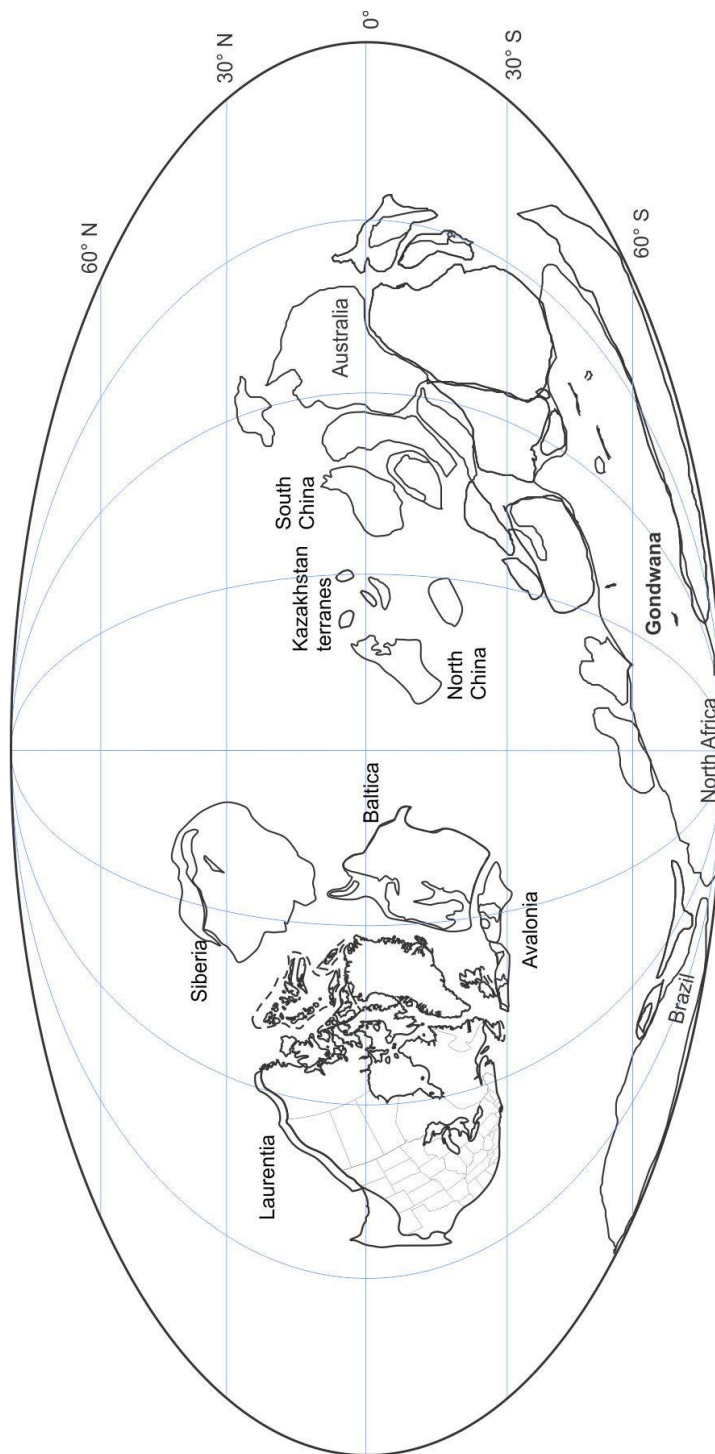 60° N
30° N
0°
30° S
60° S
Siberia
Laurentia
Baltica
Avalonia
Kazakhstan
terranes
South
China
North
China
Australia
Gondwana
North Africa
Brazil